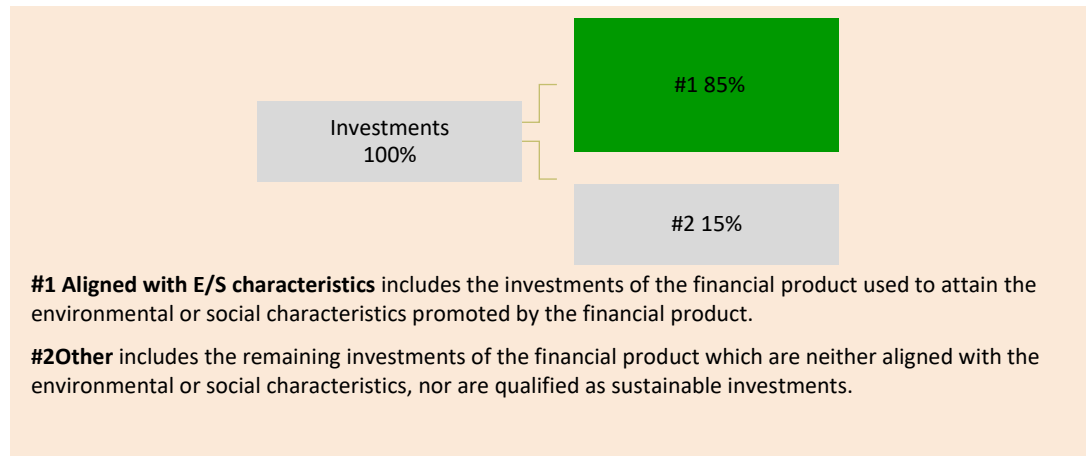 #1 85%
Investments
100%
#2 15%
#1 Aligned with E/S characteristics includes the investments of the financial product used to attain the
environmental or social characteristics promoted by the financial product.
#2Other includes the remaining investments of the financial product which are neither aligned with the
environmental or social characteristics, nor are qualified as sustainable investments.